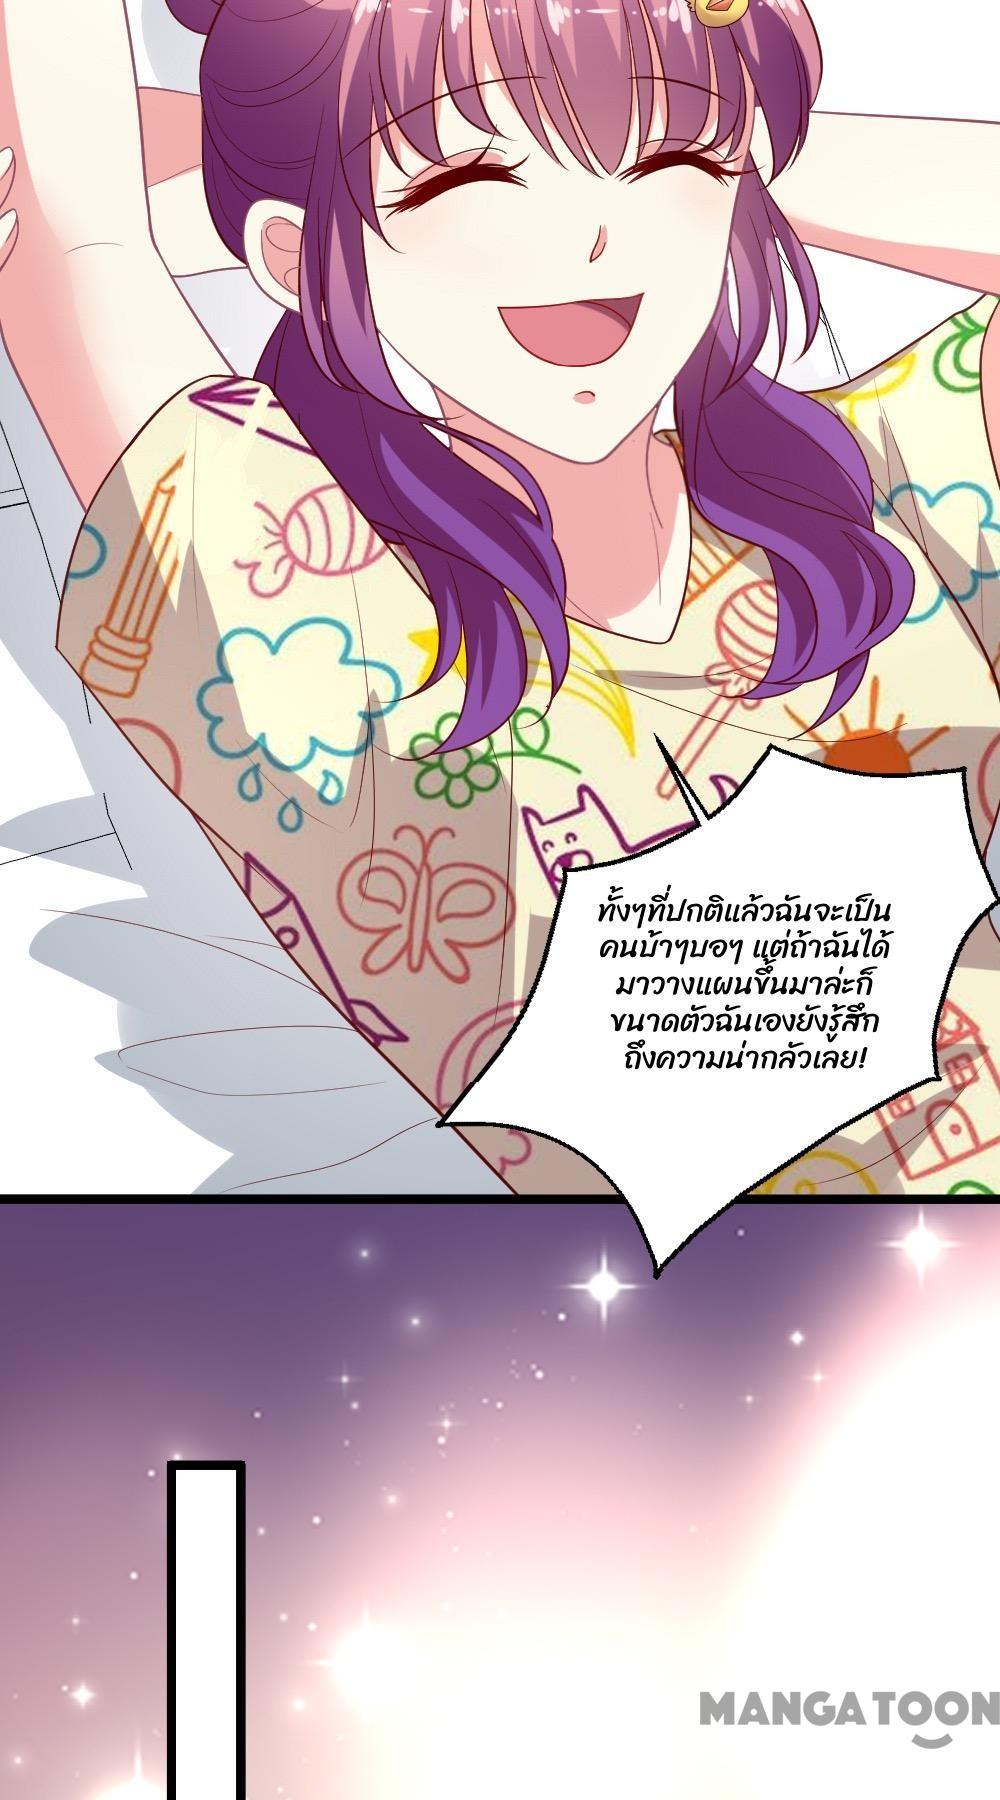 ทั้งๆที่ปกติแล้วฉันจะเป็น
คนบ้าๆบอๆ แต่ถ้าฉันได้
มาวางแผนขึ้นมาล่ะก็
ขนาดตัวฉันเองยังรู้สึก
ถึงความน่ากลัวเลย!
MANGATOON